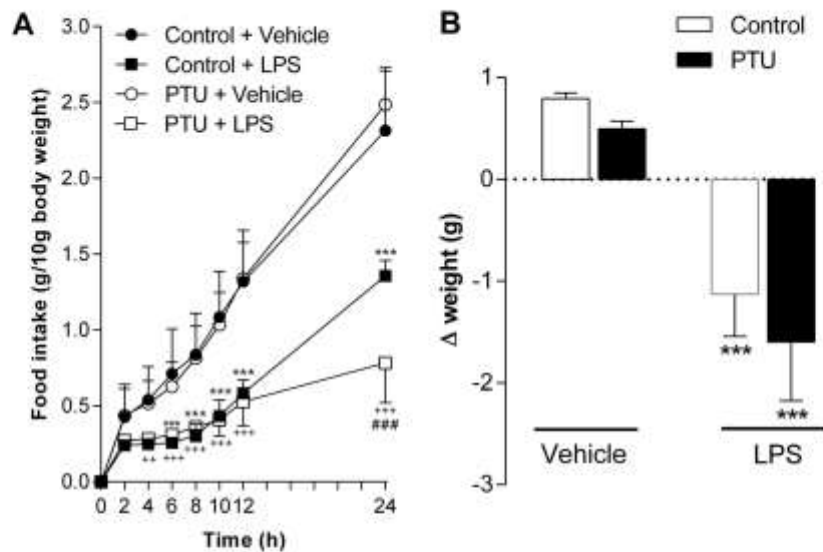 A
Control + Vehicle
Control + LPS
PTU + Vehicle
PTU + LPS
Food intake (g/10g body weight)
3.0
2.5
2.0
1.5
1.0
0.5
0.0
***
***
***
***
***
++
+++
+++
+++
+++
+++
###
0 2 4 6 8 10 12 24
Time (h)
B
Control
PTU
Δ weight (g)
1
0
-1
-2
-3
***
***
Vehicle
LPS